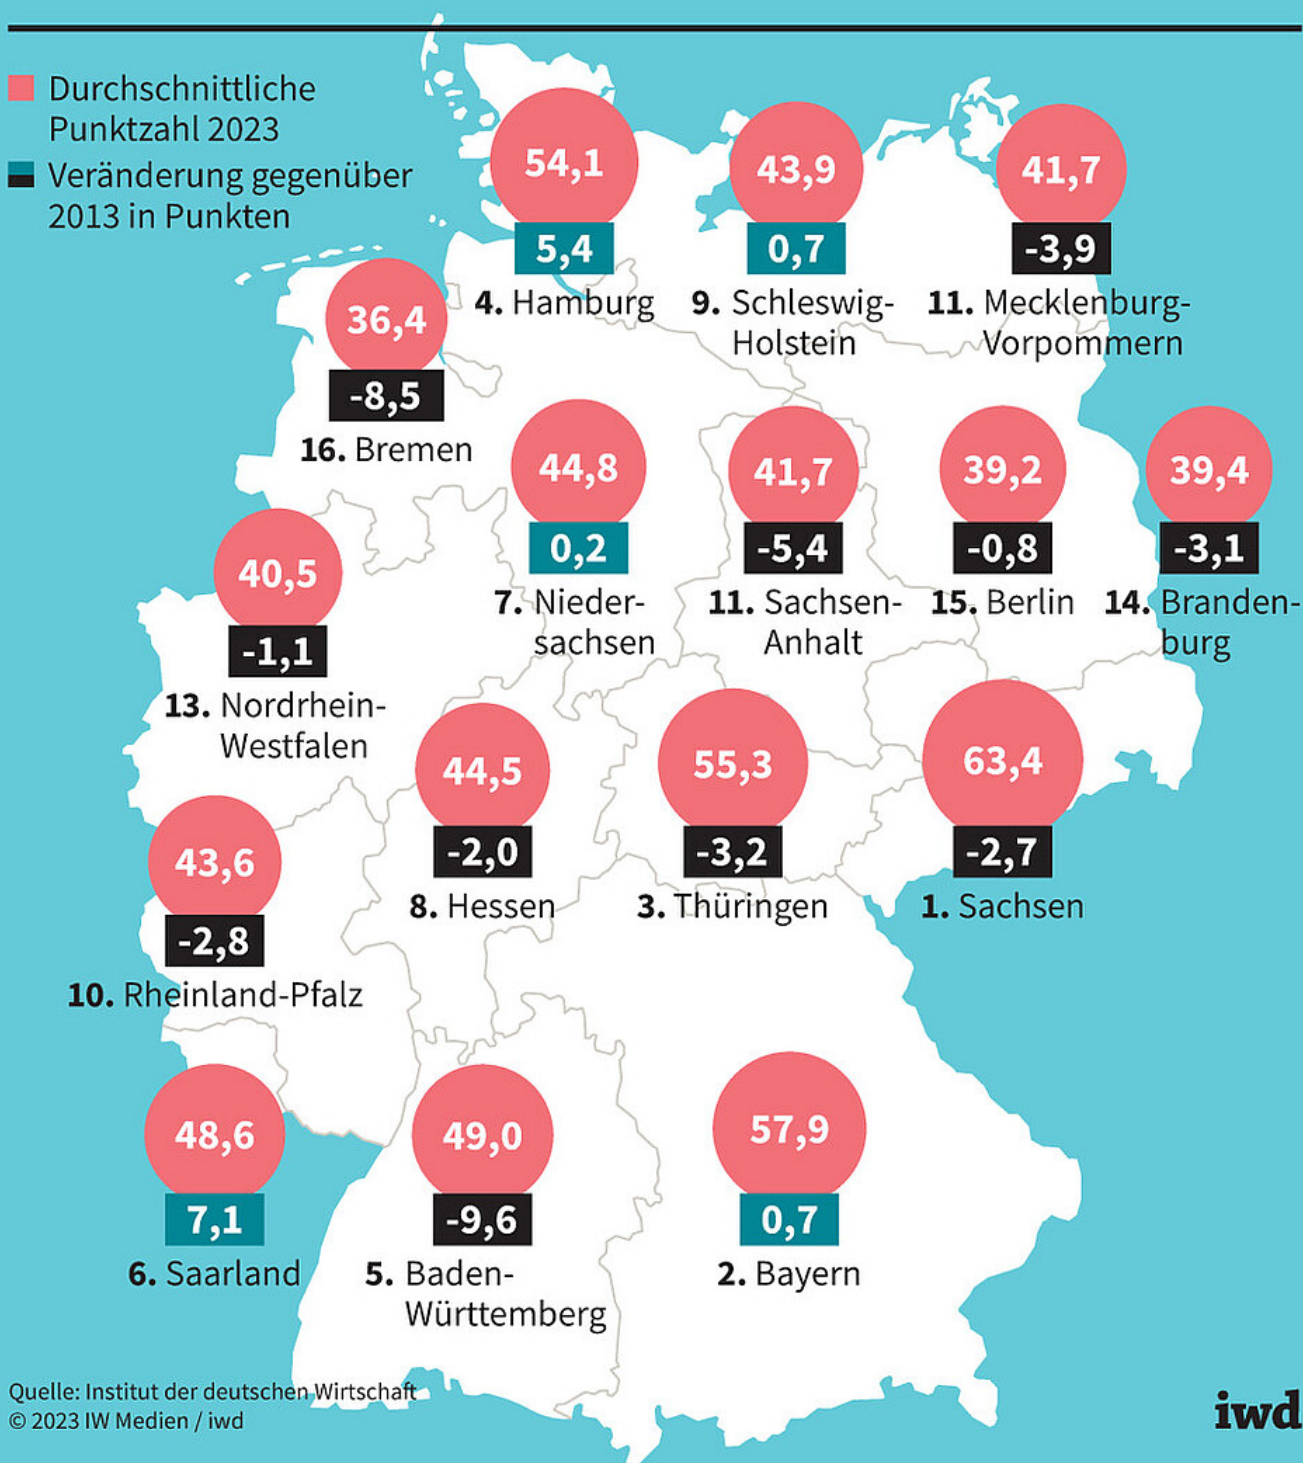 Durchschnittliche
Punktzahl 2023
Veränderung gegenüber
2013 in Punkten
54,1
5,4
4. Hamburg
43,9
0,7
9. Schleswig-
Holstein
41,7
-3,9
11. Mecklenburg-
Vorpommern
36,4
-8,5
16. Bremen
44,8
0,2
7. Nieder-
sachsen
41,7
-5,4
11. Sachsen-
Anhalt
39,2
-0,8
15. Berlin
39,4
-3,1
14. Branden-
burg
40,5
-1,1
13. Nordrhein-
Westfalen
44,5
-2,0
8. Hessen
55,3
-3,2
3. Thüringen
63,4
-2,7
1. Sachsen
43,6
-2,8
10. Rheinland-Pfalz
48,6
7,1
6. Saarland
49,0
-9,6
5. Baden-
Württemberg
57,9
0,7
2. Bayern
Quelle: Institut der deutschen Wirtschaft
© 2023 IW Medien / iwd
iwd